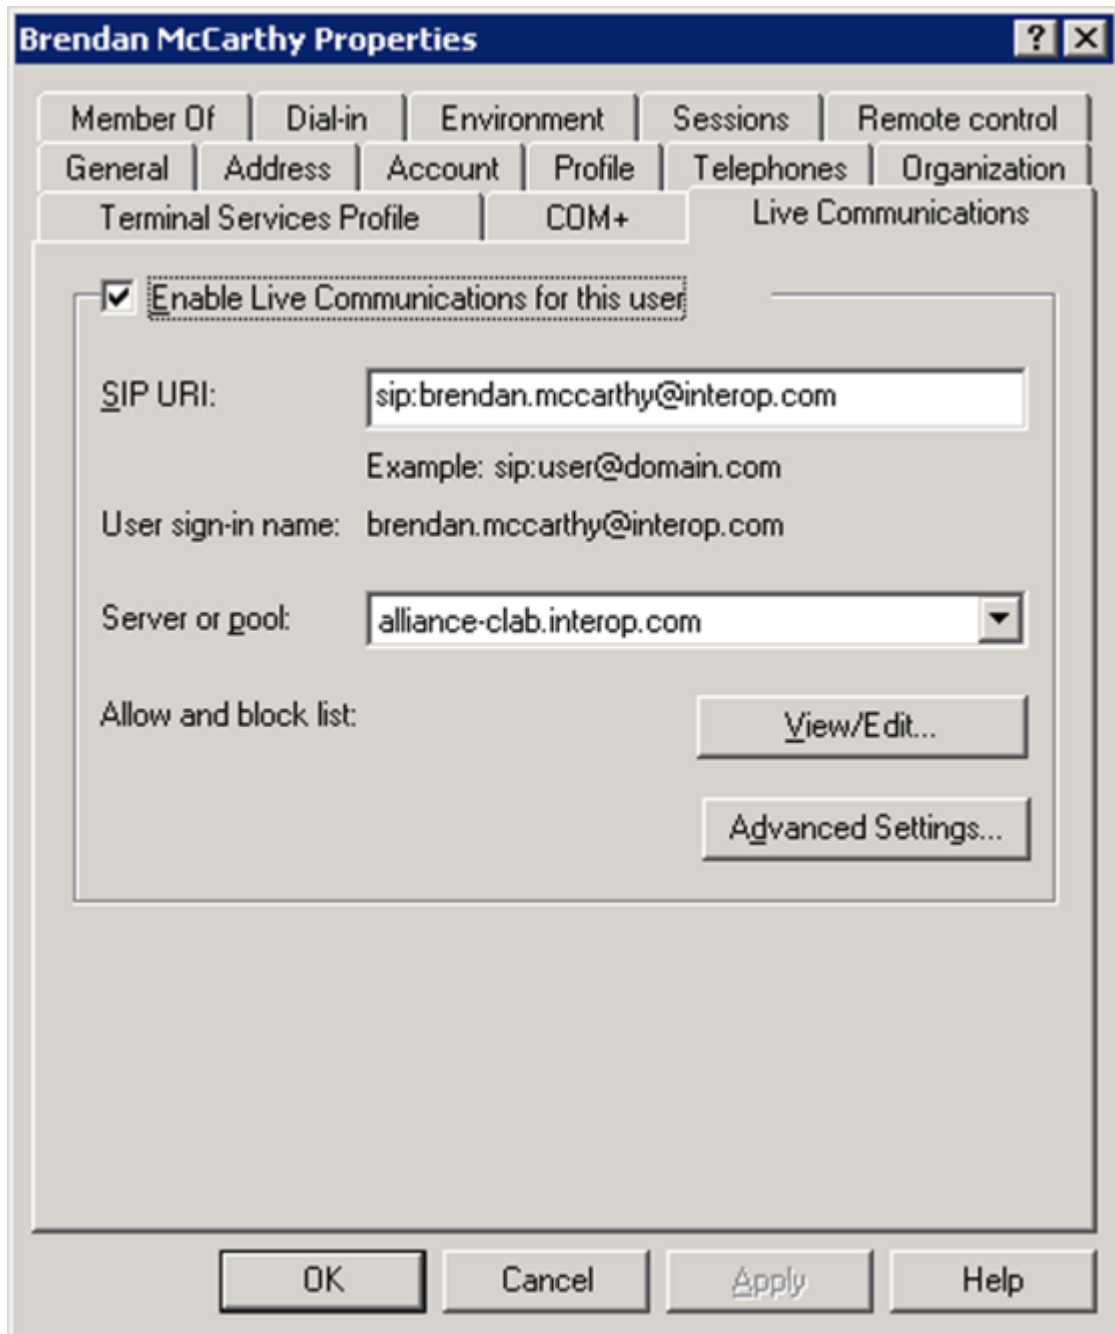 Brendan McCarthy Properties
Member Of Dial-in Environment Sessions Remote control
General Address Account Profile Telephones Organization
Terminal Services Profile COM+ Live Communications
Enable Live Communications for this user
SIP URI: sip:brendan.mccarthy@interop.com
Example: sip:user@domain.com
User sign-in name: brendan.mccarthy@interop.com
Server or pool: alliance-clab.interop.com
Allow and block list: View/Edit...
Advanced Settings...
OK Cancel Apply Help